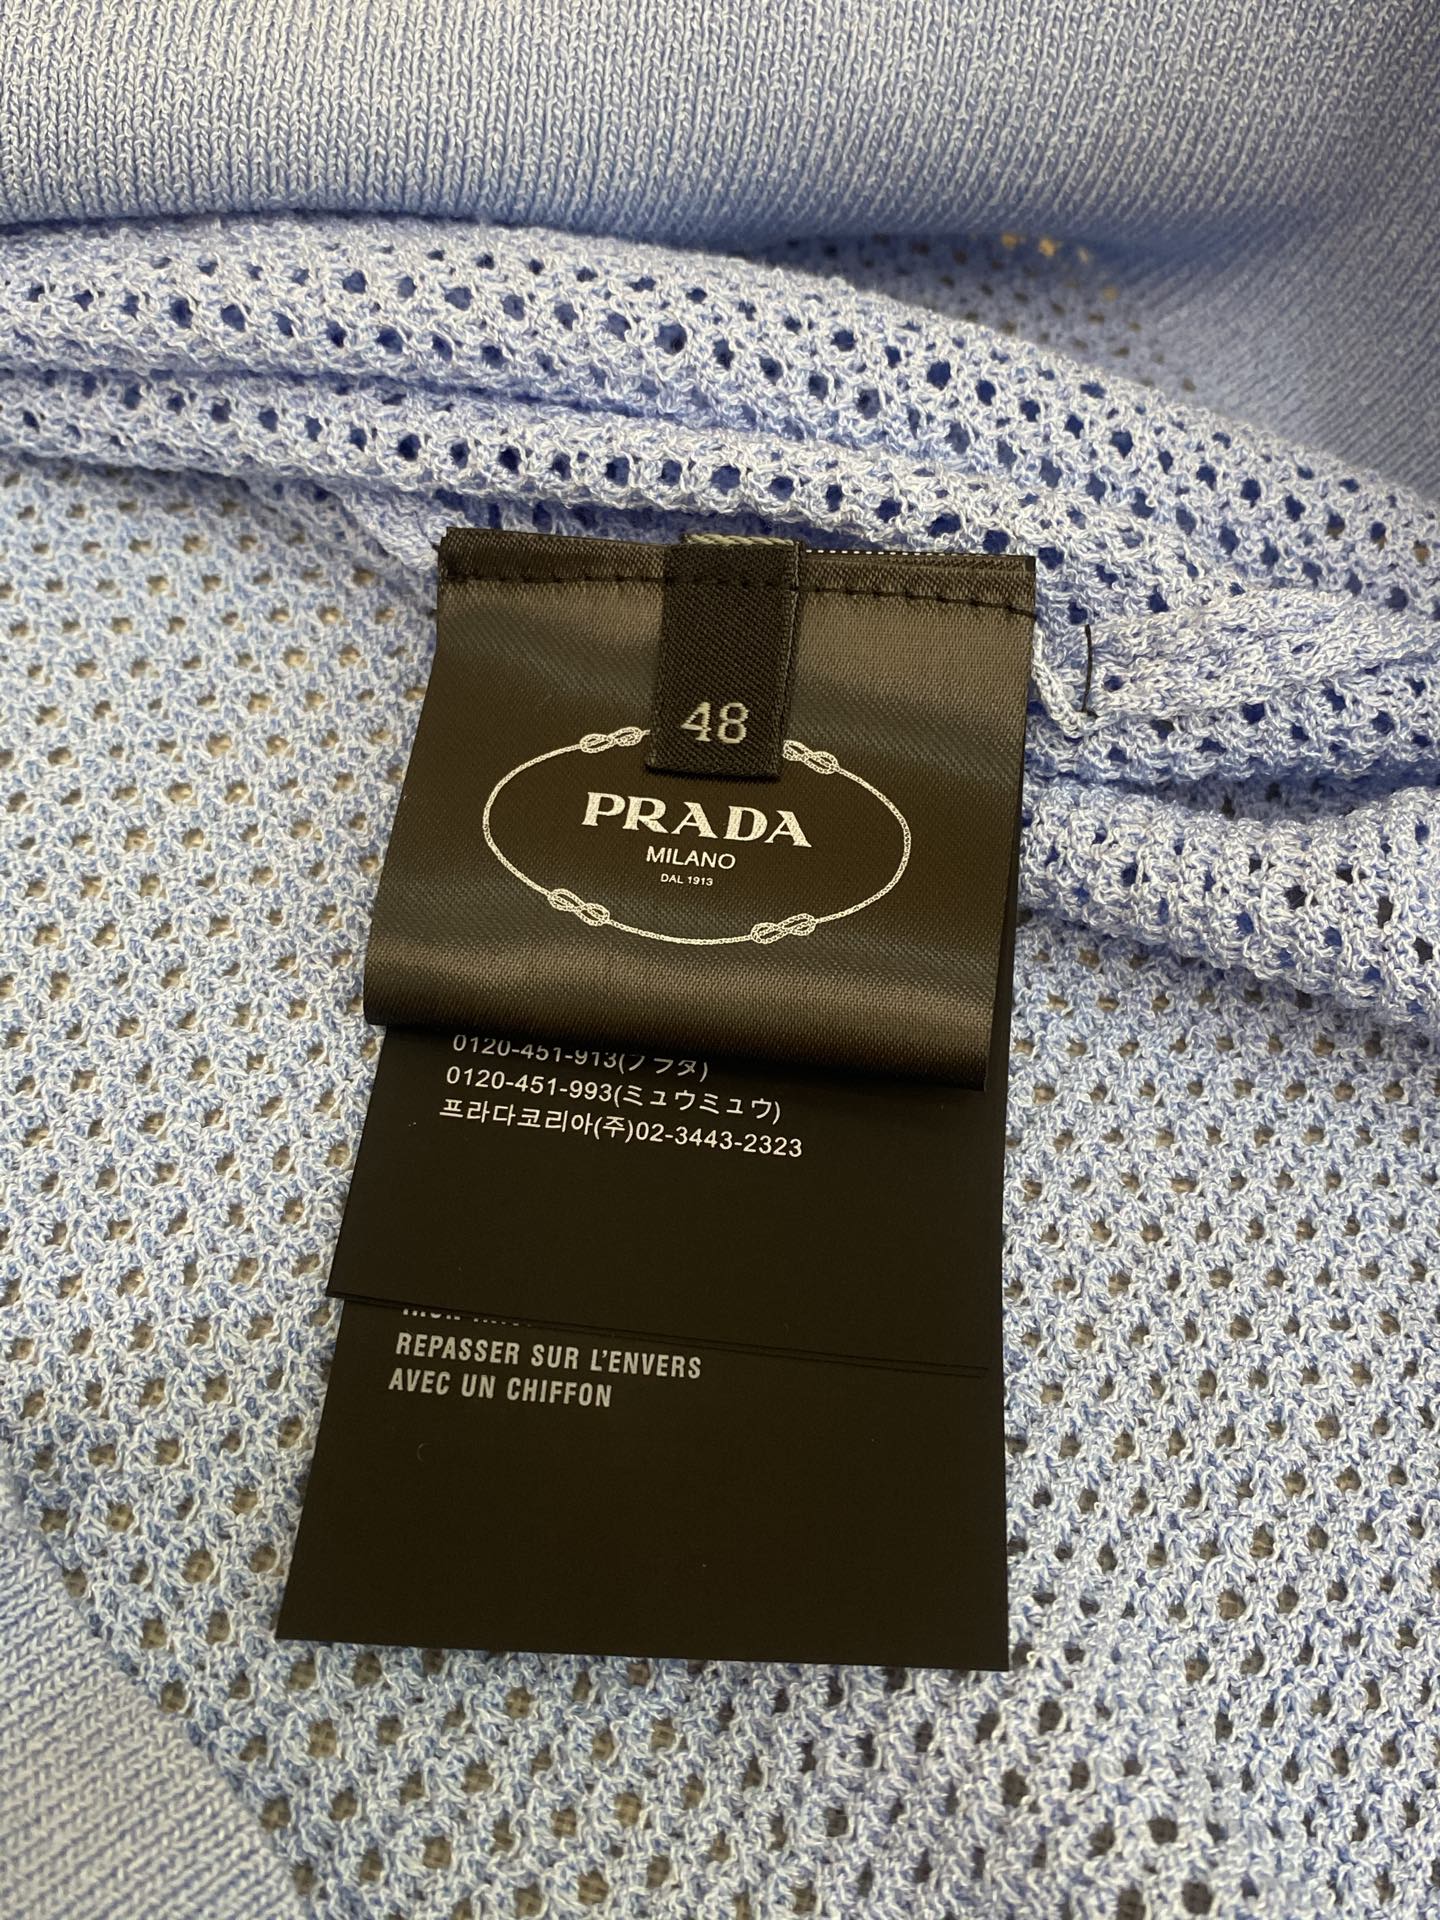 48
PRADA
MILANO
DAL 1913
0120-451-913(プラダ)
0120-451-993(ミュウミュウ)
프라다코리아(주)02-3443-2323
REPASSER SUR L'ENVERS
AVEC UN CHIFFON